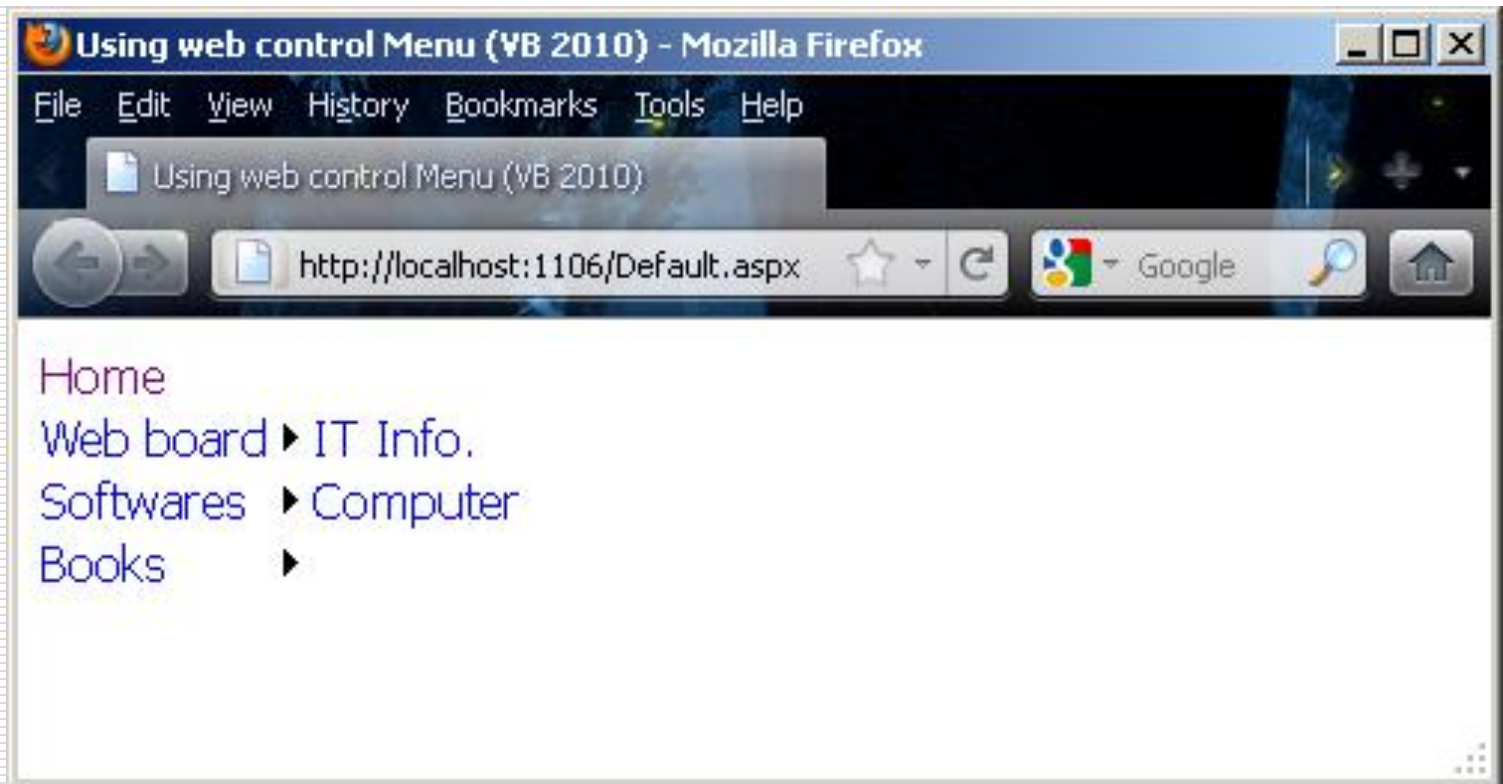 Using web control Menu (VB 2010) - Mozilla Firefox
File Edit View History Bookmarks Tools Help
Using web control Menu (VB 2010)
http://localhost:1106/Default.aspx Google
Home
Web board IT Info.
Softwares Computer
Books